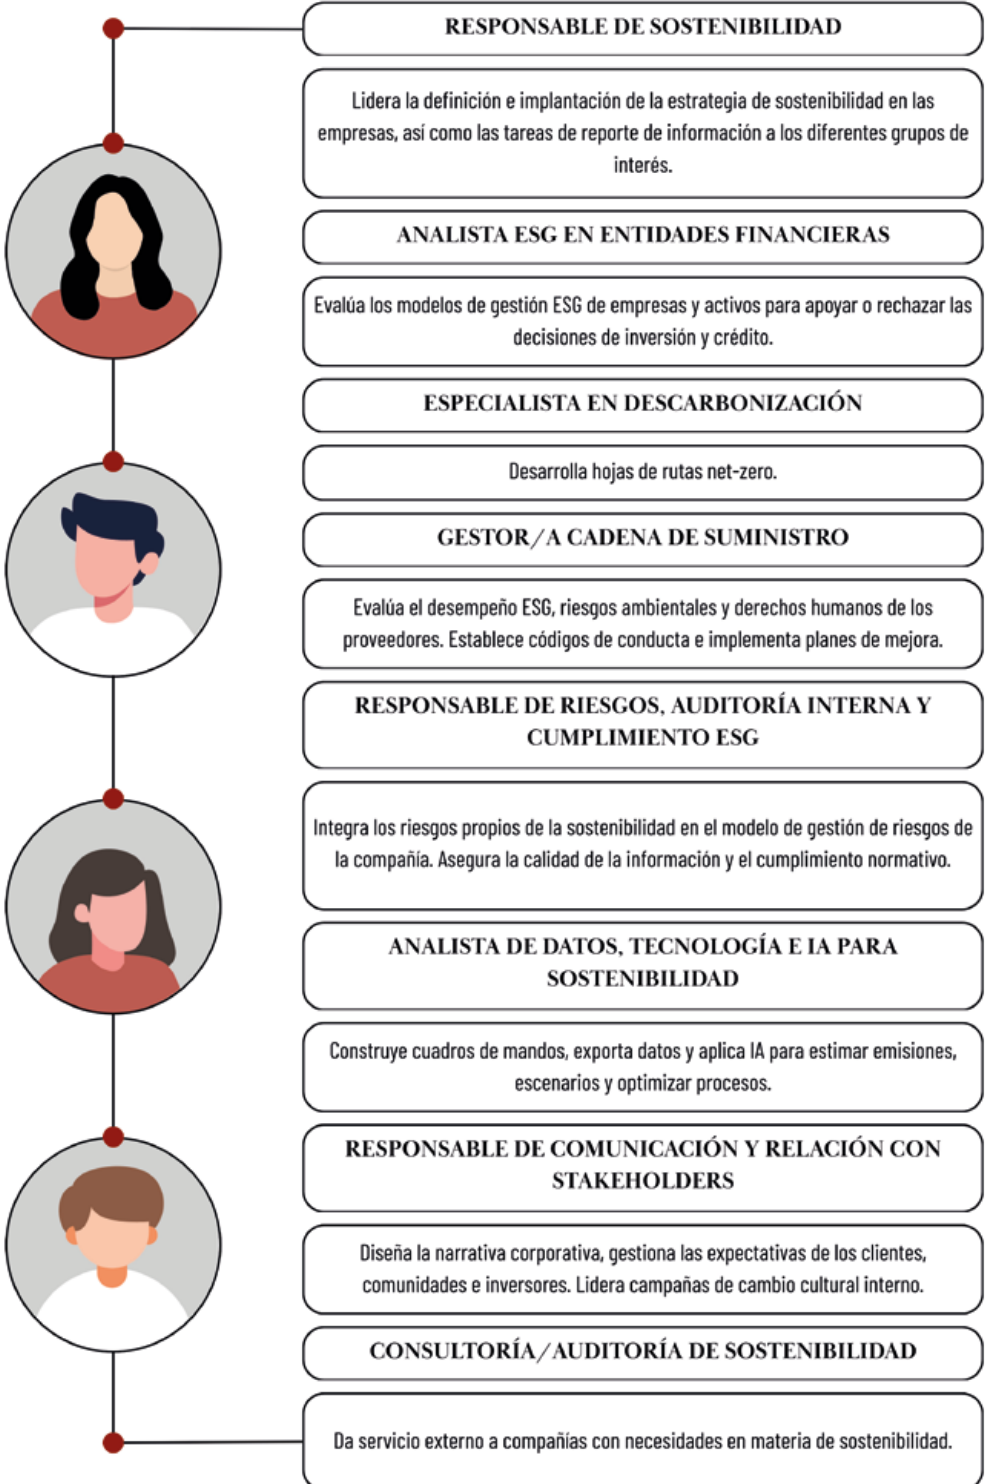 RESPONSABLE DE SOSTENIBILIDAD
Lidera la definición e implantación de la estrategia de sostenibilidad en las
empresas, así como las tareas de reporte de información a los diferentes grupos de
interés.
ANALISTA ESG EN ENTIDADES FINANCIERAS
Evalúa los modelos de gestión ESG de empresas y activos para apoyar o rechazar las
decisiones de inversión y crédito.
ESPECIALISTA EN DESCARBONIZACIÓN
Desarrolla hojas de rutas net-zero.
GESTOR/A CADENA DE SUMINISTRO
Evalúa el desempeño ESG, riesgos ambientales y derechos humanos de los
proveedores. Establece códigos de conducta e implementa planes de mejora.
RESPONSABLE DE RIESGOS, AUDITORÍA INTERNA Y
CUMPLIMIENTO ESG
Integra los riesgos propios de la sostenibilidad en el modelo de gestión de riesgos de
la compañía. Asegura la calidad de la información y el cumplimiento normativo.
ANALISTA DE DATOS, TECNOLOGÍA E IA PARA
SOSTENIBILIDAD
Construye cuadros de mandos, exporta datos y aplica IA para estimar emisiones,
escenarios y optimizar procesos.
RESPONSABLE DE COMUNICACIÓN Y RELACIÓN CON
STAKEHOLDERS
Diseña la narrativa corporativa, gestiona las expectativas de los clientes,
comunidades e inversores. Lidera campañas de cambio cultural interno.
CONSULTORÍA/AUDITORÍA DE SOSTENIBILIDAD
Da servicio externo a compañías con necesidades en materia de sostenibilidad.